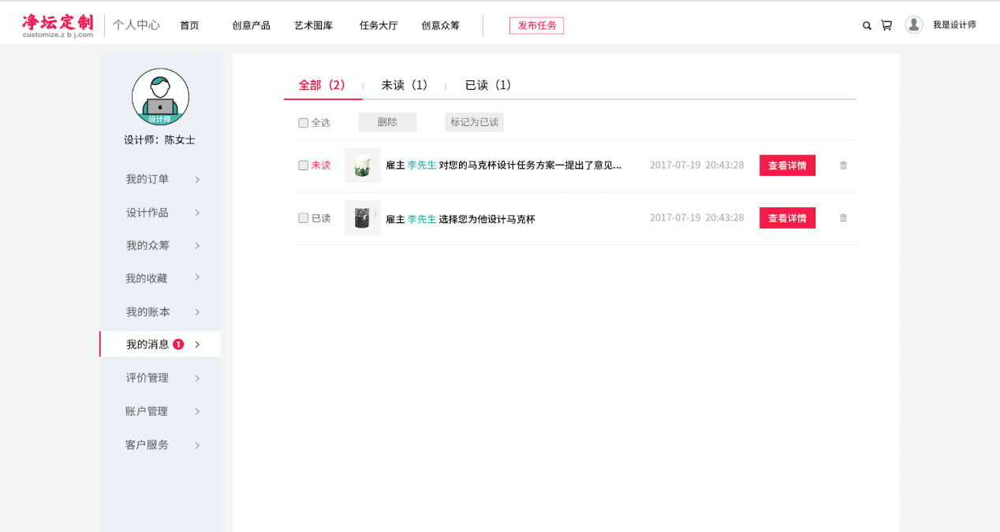 净坛定制
customize.z b j.com
个人中心
首页
创意产品
艺术图库
任务大厅
创意众筹
发布任务
我是设计师
设计师
设计师：陈女士
我的订单
设计作品
我的众筹
我的收藏
我的账本
我的消息 1
评价管理
账户管理
客户服务
全部（2）
未读（1）
已读（1）
全选
删除
标记为已读
未读
雇主 李先生 对您的马克杯设计任务方案一提出了意见...
2017-07-19 20:43:28
查看详情
已读
雇主 李先生 选择您为他设计马克杯
2017-07-19 20:43:28
查看详情